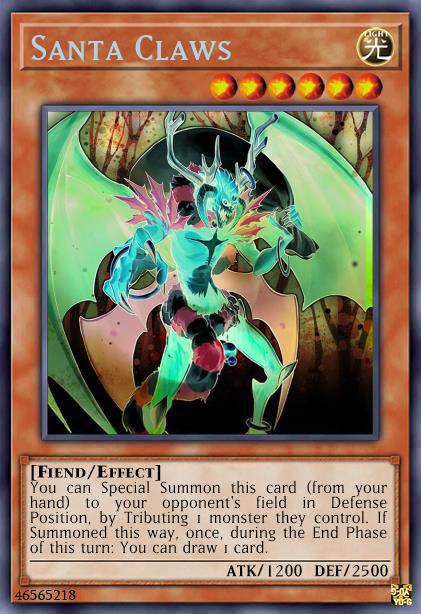 Santa Claws
LIGHT
光
[Fiend/Effect]
You can Special Summon this card (from your
hand) to your opponent's field in Defense
Position, by Tributing 1 monster they control. If
Summoned this way, once, during the End Phase
of this turn: You can draw 1 card.
ATK/1200 DEF/2500
46565218